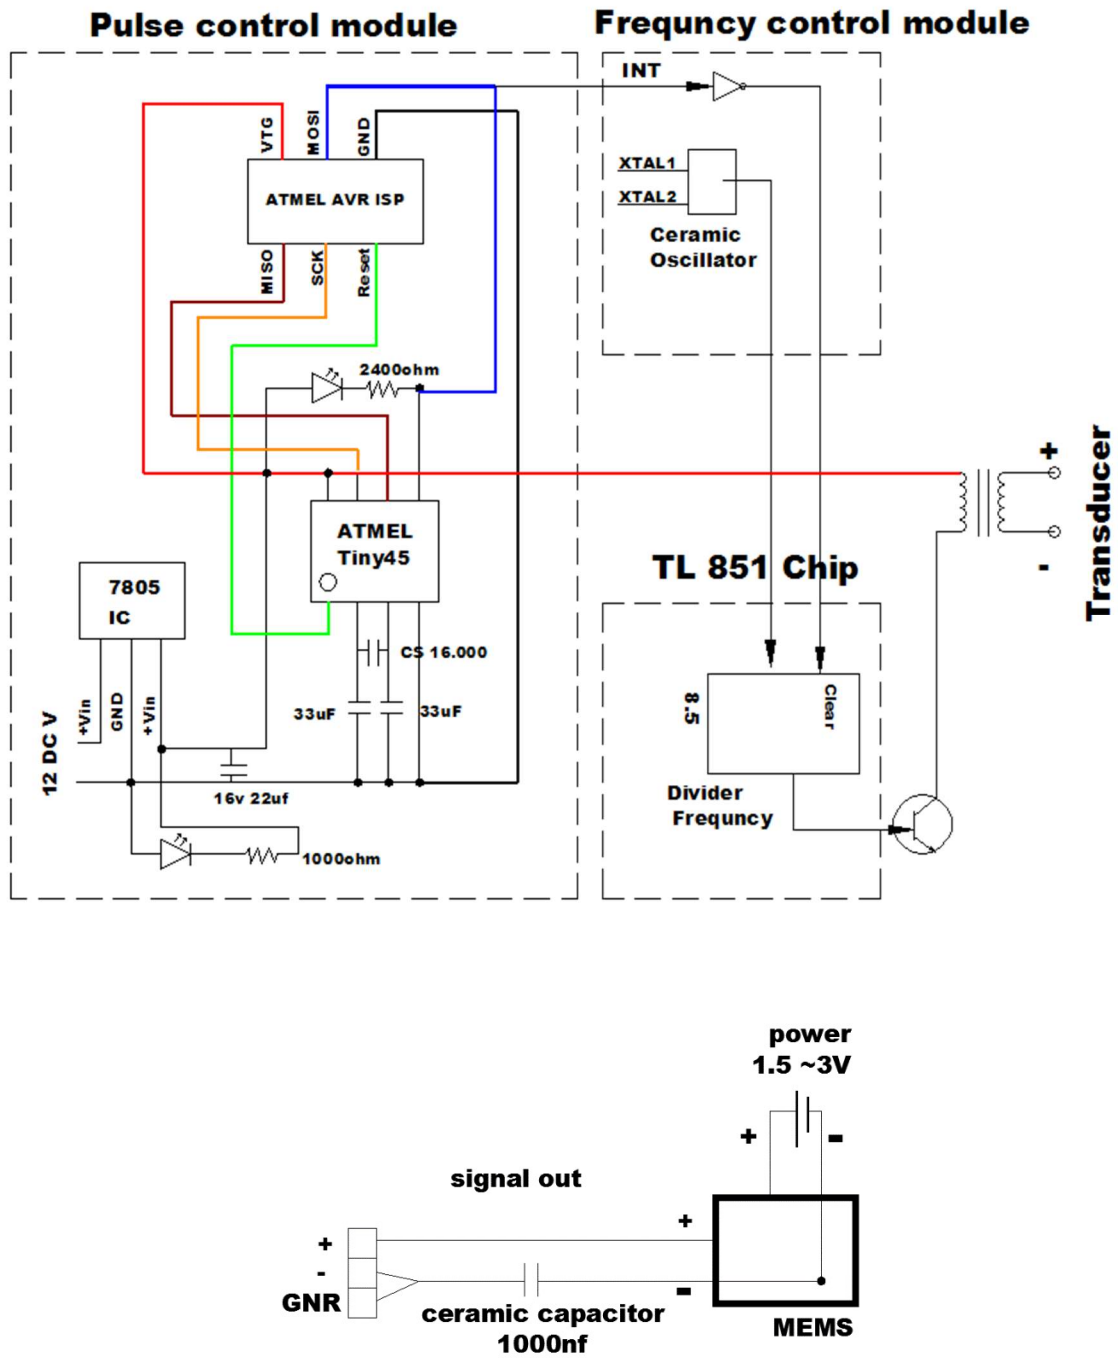 Pulse control module
Frequncy control module
INT
VTG
MOSI
GND
ATMEL AVR ISP
MISO
SCK
Reset
XTAL1
XTAL2
Ceramic
Oscillator
2400ohm
ATMEL
Tiny45
7805
IC
+Vin
GND
+Vin
12 DC V
CS 16.000
33uF
33uF
16v 22uf
1000ohm
TL 851 Chip
8.5
Clear
Divider
Frequncy
+
-
Transducer
power
1.5 ~3V
+
-
signal out
+
-
+
-
GNR
ceramic capacitor
1000nf
MEMS